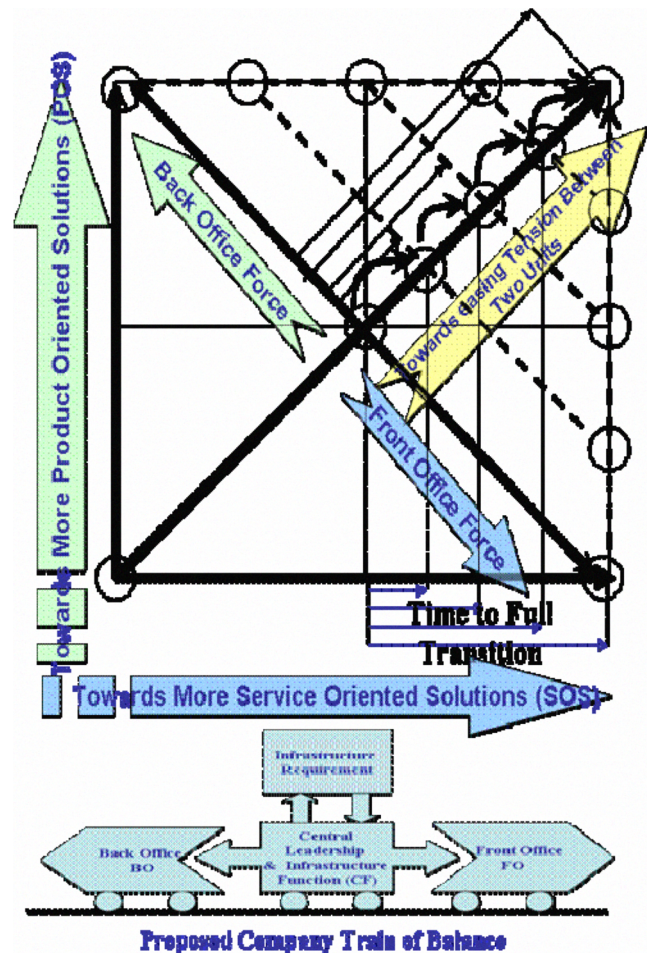 Towards More Product Oriented Solutions (POS)
Back Office Force
Towards easing Tension Between
Two Units
Front Office Force
Time to Full
Transition
Towards More Service Oriented Solutions (SOS)
Infrastructure
Requirement
Central
Leadership
& Infrastructure
Function (CF)
Back Office
BO
Front Office
FO
Proposed Company Train of Balance